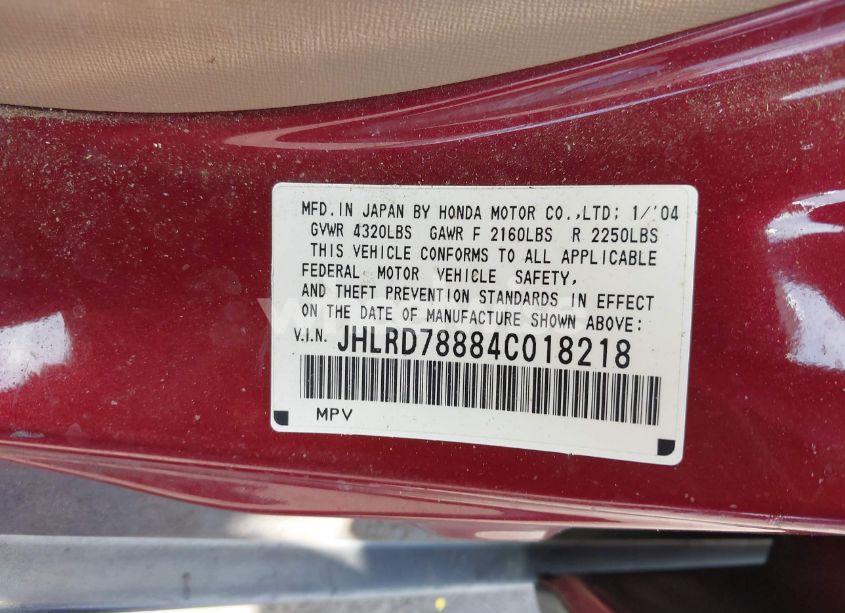 MFD.IN JAPAN BY HONDA MOTOR CO.,LTD; 1/'04
GVWR 4320LBS GAWR F 2160LBS R 2250LBS
THIS VEHICLE CONFORMS TO ALL APPLICABLE
FEDERAL MOTOR VEHICLE SAFETY,
AND THEFT PREVENTION STANDARDS IN EFFECT
ON THE DATE OF MANUFACTURE SHOWN ABOVE:
V.I.N. JHLRD78884C018218
MPV